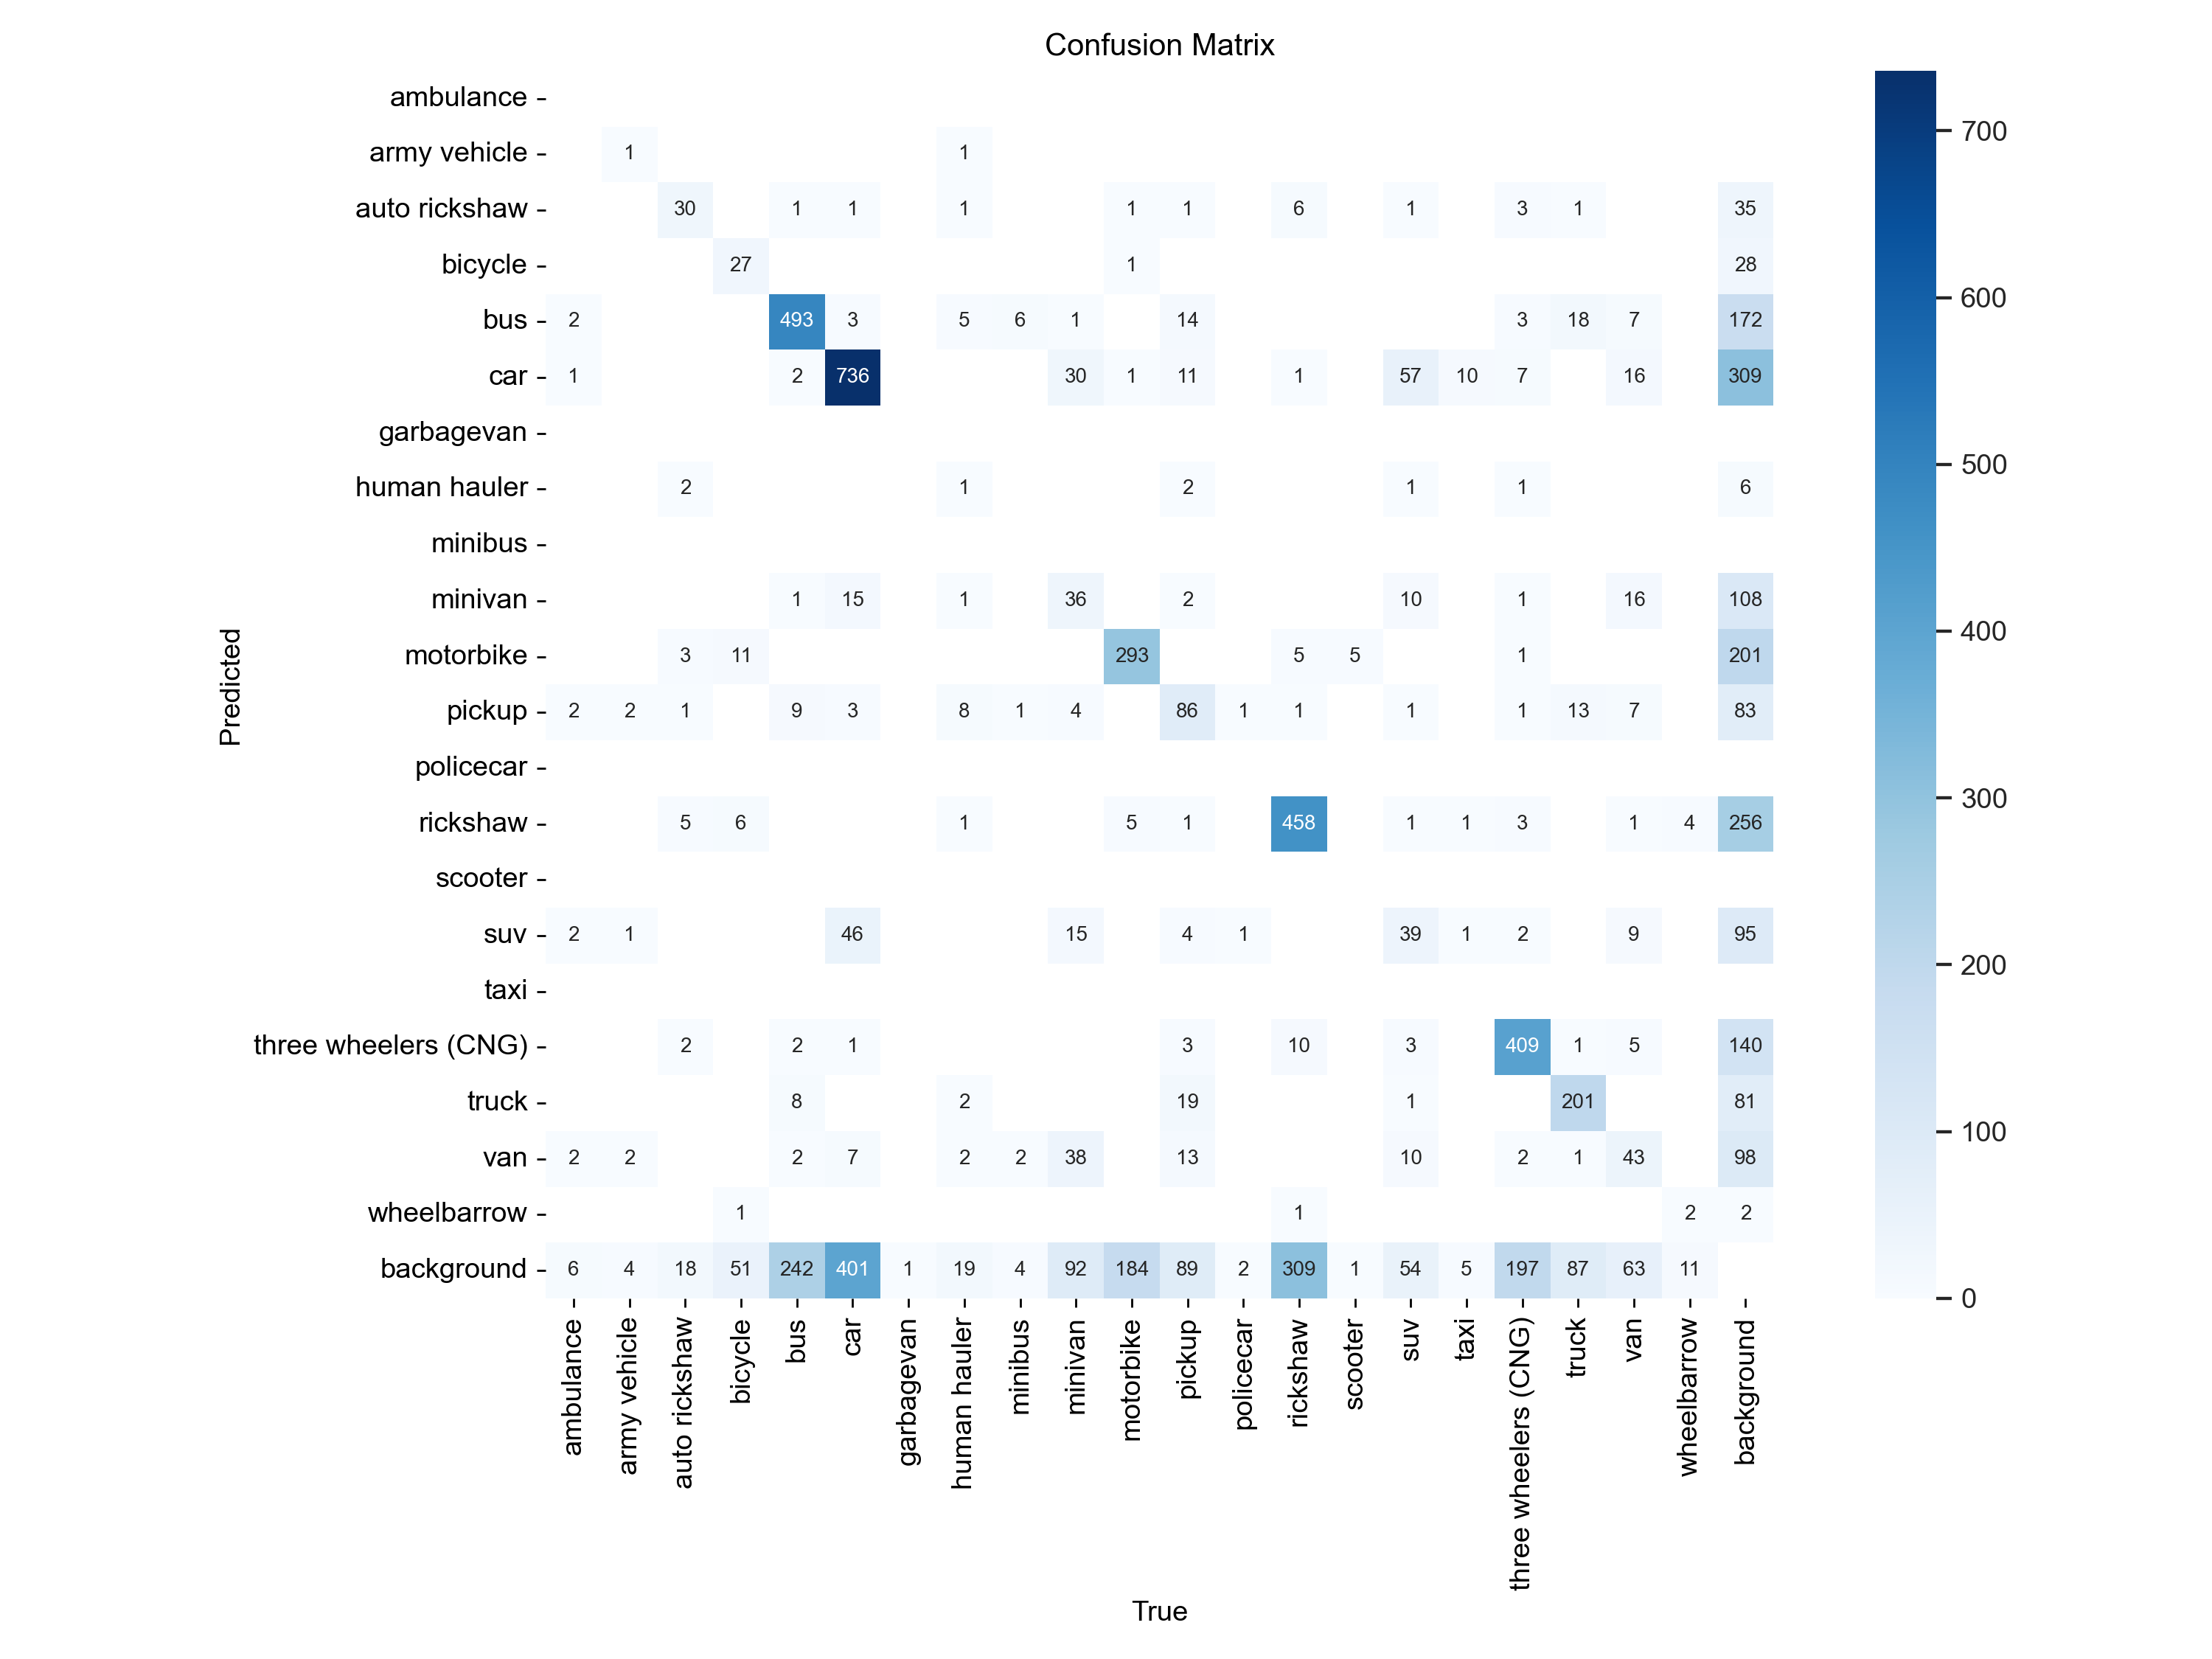 Confusion Matrix
ambulance
army vehicle 1 1
auto rickshaw 30 1 1 1 1 1 6 1 3 1 35
bicycle 27 1 28
bus 2 493 3 5 6 1 14 3 18 7 172
car 1 2 736 30 1 11 1 57 10 7 16 309
garbagevan
human hauler 2 1 2 1 1 6
minibus
minivan 1 15 1 36 2 10 1 16 108
motorbike 3 11 293 5 5 1 201
pickup 2 2 1 9 3 8 1 4 86 1 1 1 1 13 7 83
policecar
rickshaw 5 6 1 5 1 458 1 1 3 1 4 256
scooter
suv 2 1 46 15 4 1 39 1 2 9 95
taxi
three wheelers (CNG) 2 2 1 3 10 3 409 1 5 140
truck 8 2 19 1 201 81
van 2 2 2 7 2 2 38 13 10 2 1 43 98
wheelbarrow 1 1 2 2
background 6 4 18 51 242 401 1 19 4 92 184 89 2 309 1 54 5 197 87 63 11
Predicted
ambulance
army vehicle
auto rickshaw
bicycle
bus
car
garbagevan
human hauler
minibus
minivan
motorbike
pickup
policecar
rickshaw
scooter
suv
taxi
three wheelers (CNG)
truck
van
wheelbarrow
background
True
700
600
500
400
300
200
100
0